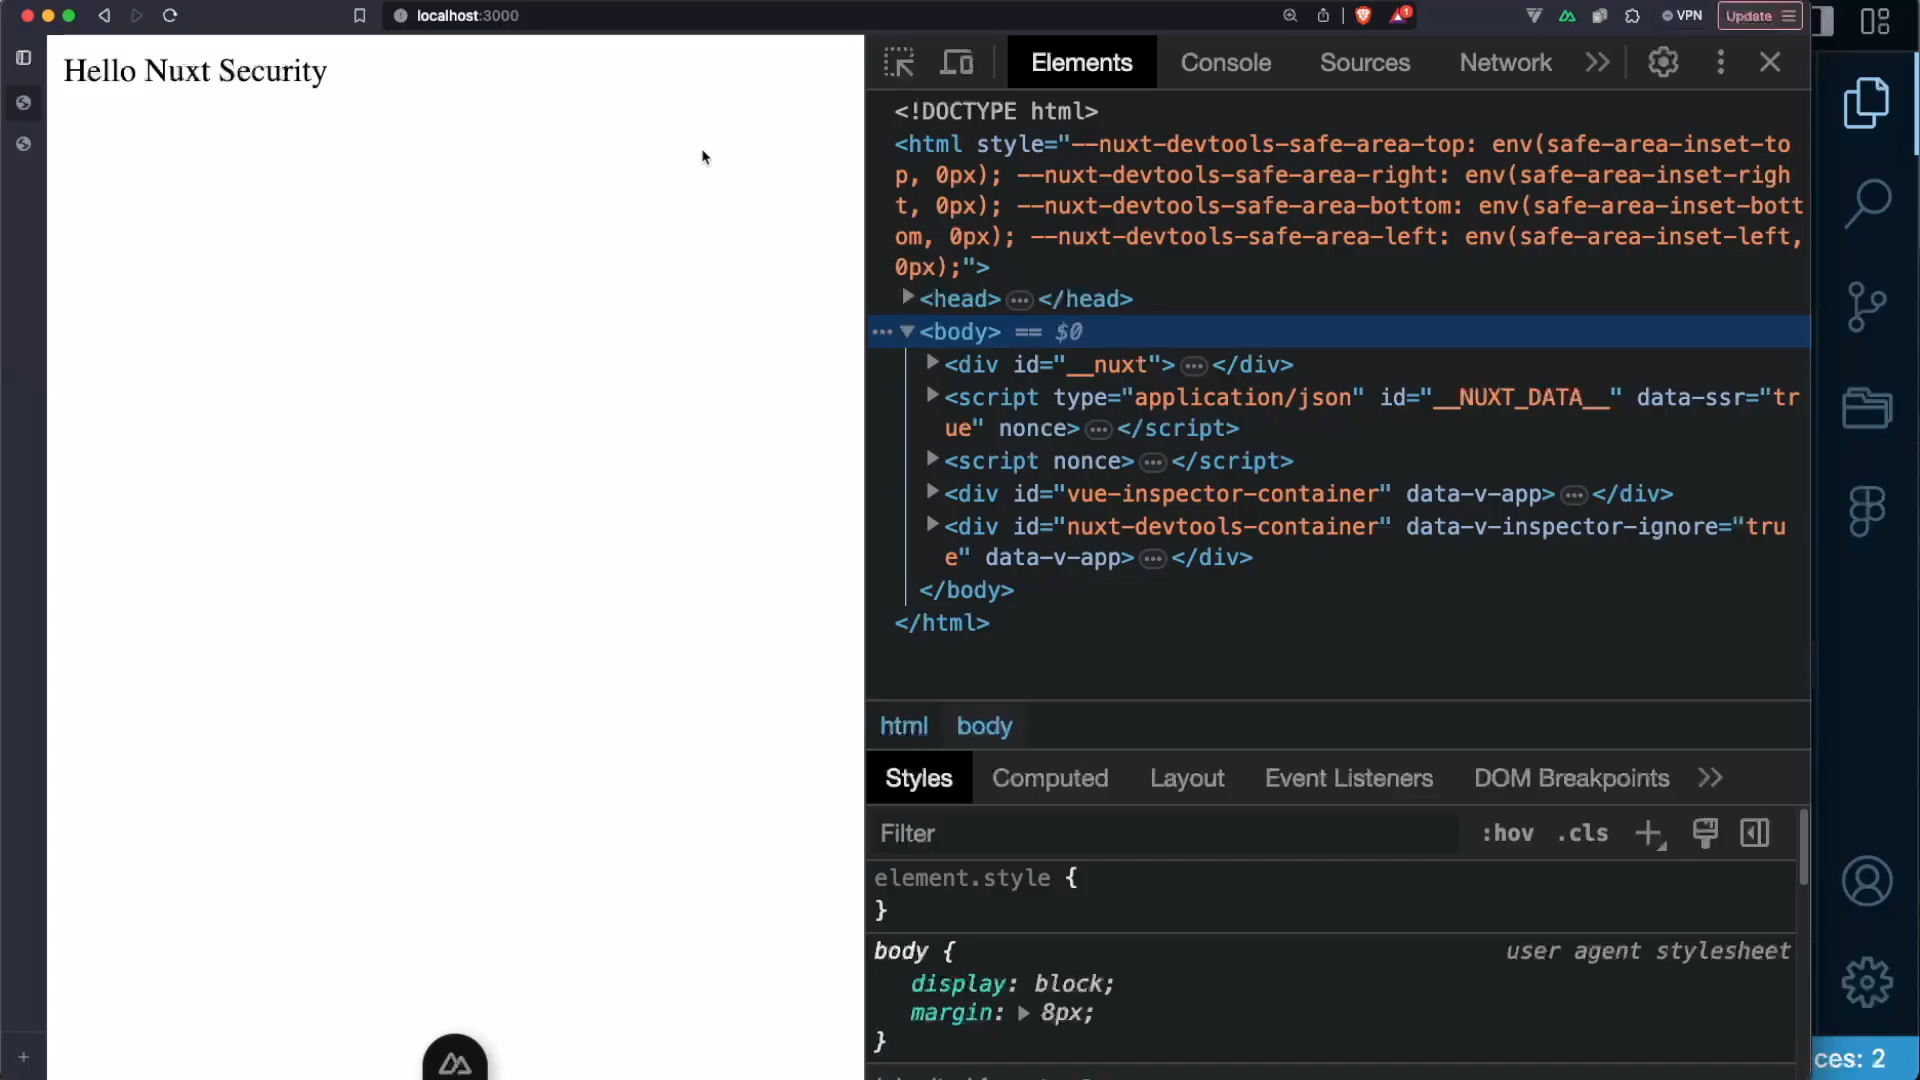 localhost:3000
1
VPN
Update
Hello Nuxt Security
Elements Console Sources Network
<!DOCTYPE html>
<html style="--nuxt-devtools-safe-area-top: env(safe-area-inset-to
p, 0px); --nuxt-devtools-safe-area-right: env(safe-area-inset-righ
t, 0px); --nuxt-devtools-safe-area-bottom: env(safe-area-inset-bott
om, 0px); --nuxt-devtools-safe-area-left: env(safe-area-inset-left,
0px);">
<head> ••• </head>
••• <body> == $0
<div id="__nuxt"> ••• </div>
<script type="application/json" id="__NUXT_DATA__" data-ssr="tr
ue" nonce> ••• </script>
<script nonce> ••• </script>
<div id="vue-inspector-container" data-v-app> ••• </div>
<div id="nuxt-devtools-container" data-v-inspector-ignore="tru
e" data-v-app> ••• </div>
</body>
</html>
html body
Styles Computed Layout Event Listeners DOM Breakpoints
Filter :hov .cls
element.style {
}
body { user agent stylesheet
display: block;
margin: 8px;
}
ces: 2